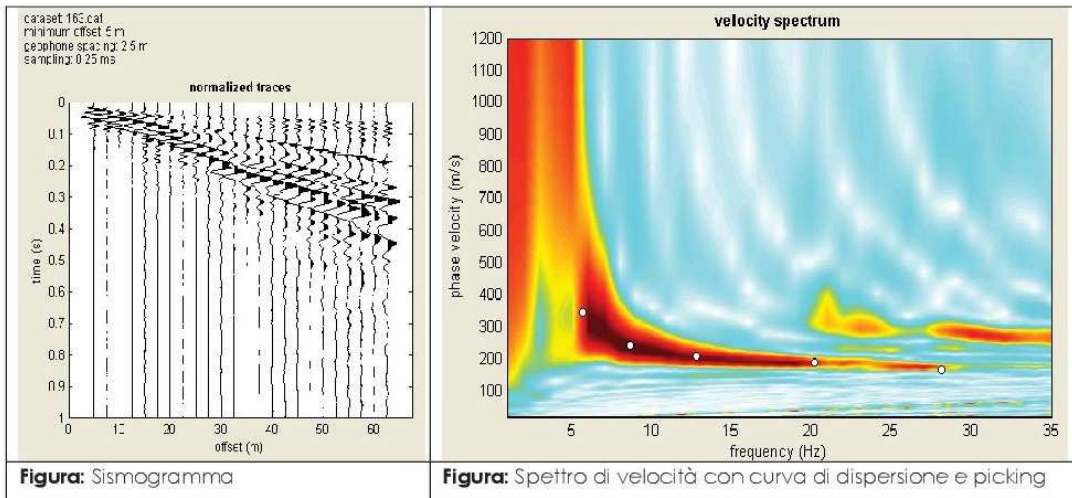 dataset: 163.dat
minimum offset: 5 m
geophone spacing: 2.5 m
sampling: 0.25 ms
normalized traces
0
0.1
0.2
0.3
0.4
0.5
0.6
0.7
0.8
0.9
1
time (s)
0 5 10 20 30 40 50 60
offset (m)
velocity spectrum
1200
1100
1000
900
800
700
600
500
400
300
200
100
phase velocity (m/s)
5 10 15 20 25 30 35
frequency (Hz)
Figura: Sismogramma
Figura: Spettro di velocità con curva di dispersione e picking